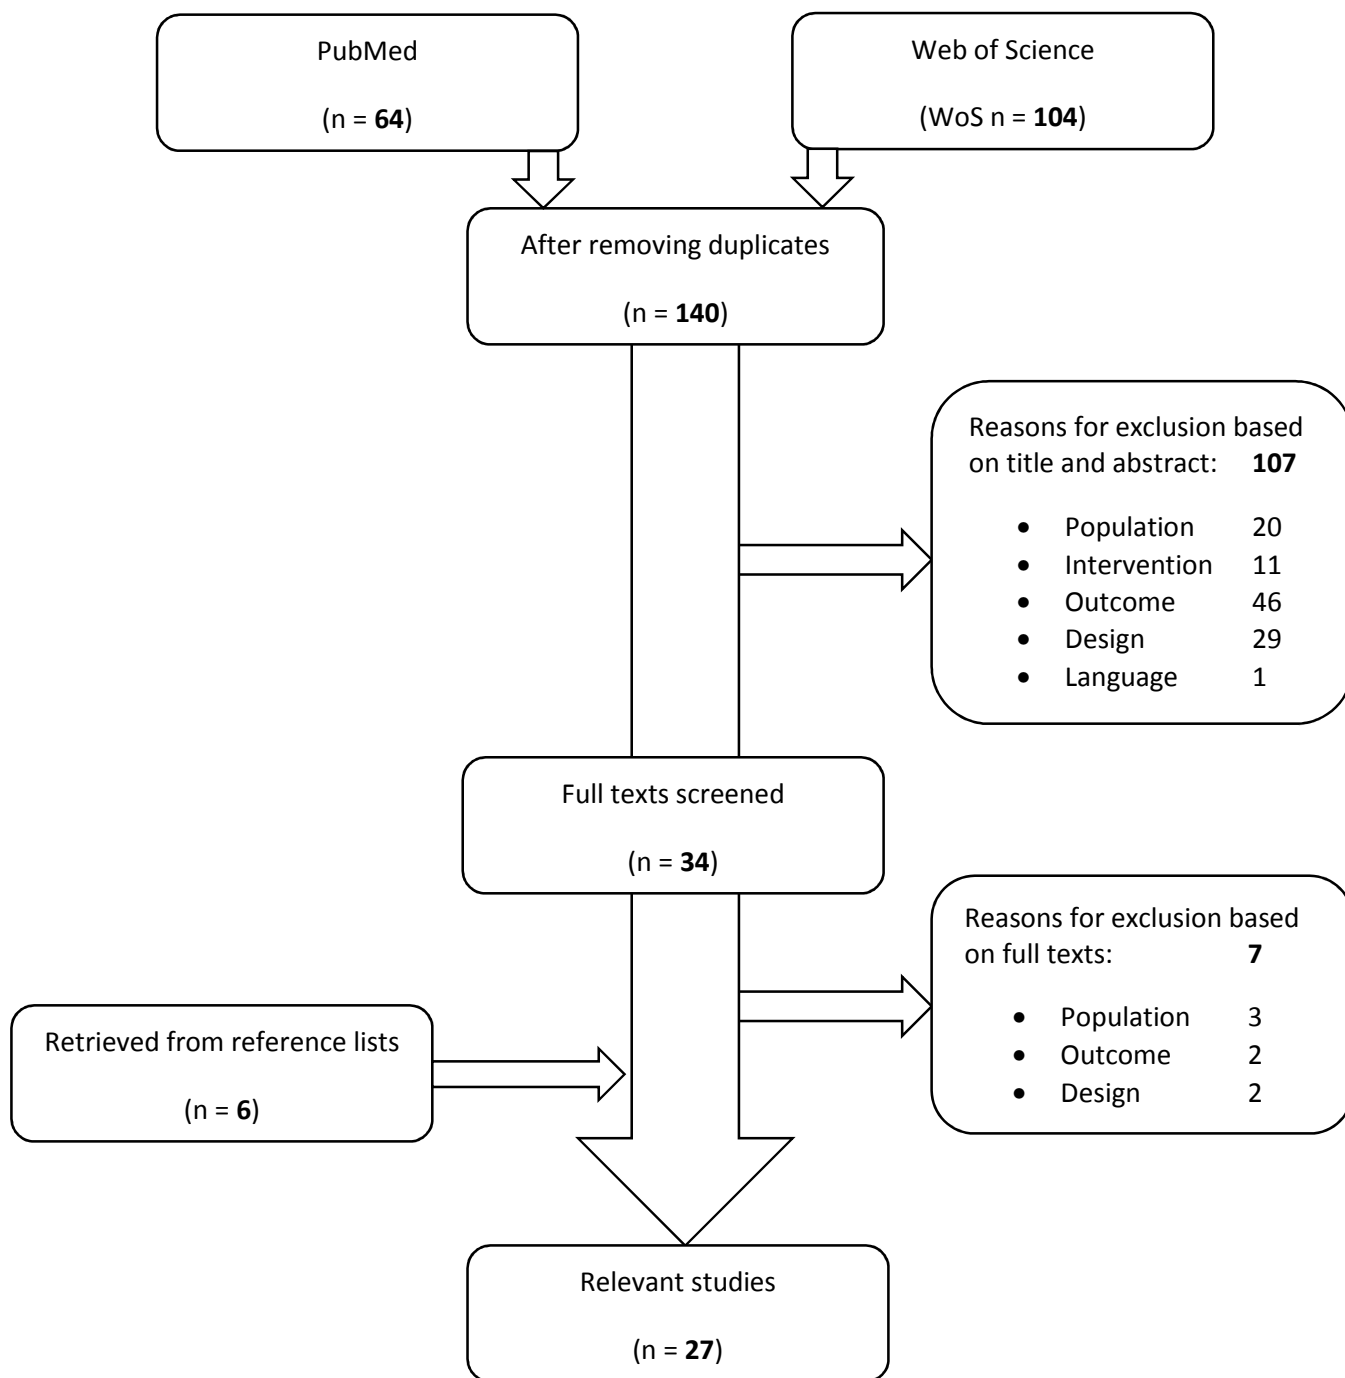 PubMed
(n = 64)
Web of Science
(WoS n = 104)
After removing duplicates
(n = 140)
Reasons for exclusion based
on title and abstract: 107
• Population 20
• Intervention 11
• Outcome 46
• Design 29
• Language 1
Full texts screened
(n = 34)
Reasons for exclusion based
on full texts: 7
• Population 3
• Outcome 2
• Design 2
Retrieved from reference lists
(n = 6)
Relevant studies
(n = 27)